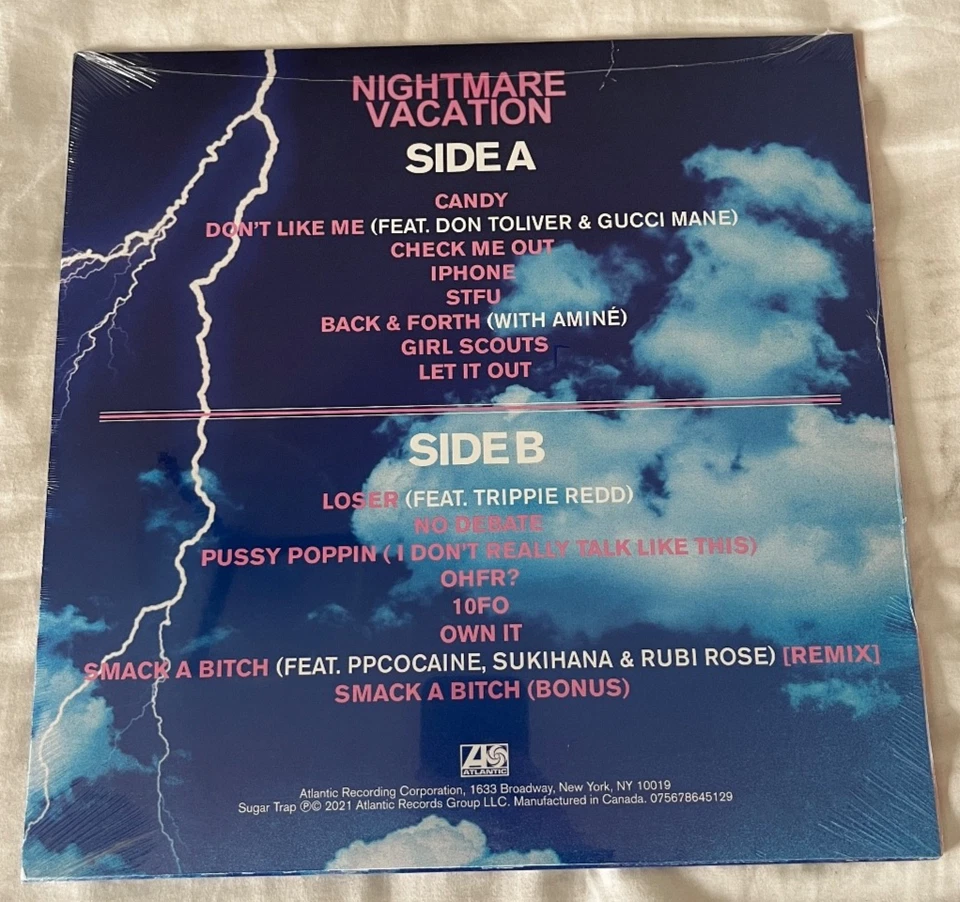 NIGHTMARE
VACATION
SIDE A
CANDY
DON'T LIKE ME (FEAT. DON TOLIVER & GUCCI MANE)
CHECK ME OUT
IPHONE
STFU
BACK & FORTH (WITH AMINÉ)
GIRL SCOUTS
LET IT OUT
SIDE B
LOSER (FEAT. TRIPPIE REDD)
NO DEBATE
PUSSY POPPIN ( I DON'T REALLY TALK LIKE THIS)
OHFR?
10FO
OWN IT
SMACK A BITCH (FEAT. PPCOCAINE, SUKIHANA & RUBI ROSE) [REMIX]
SMACK A BITCH (BONUS)
ATLANTIC
Atlantic Recording Corporation, 1633 Broadway, New York, NY 10019
Sugar Trap ℗© 2021 Atlantic Records Group LLC. Manufactured in Canada. 075678645129